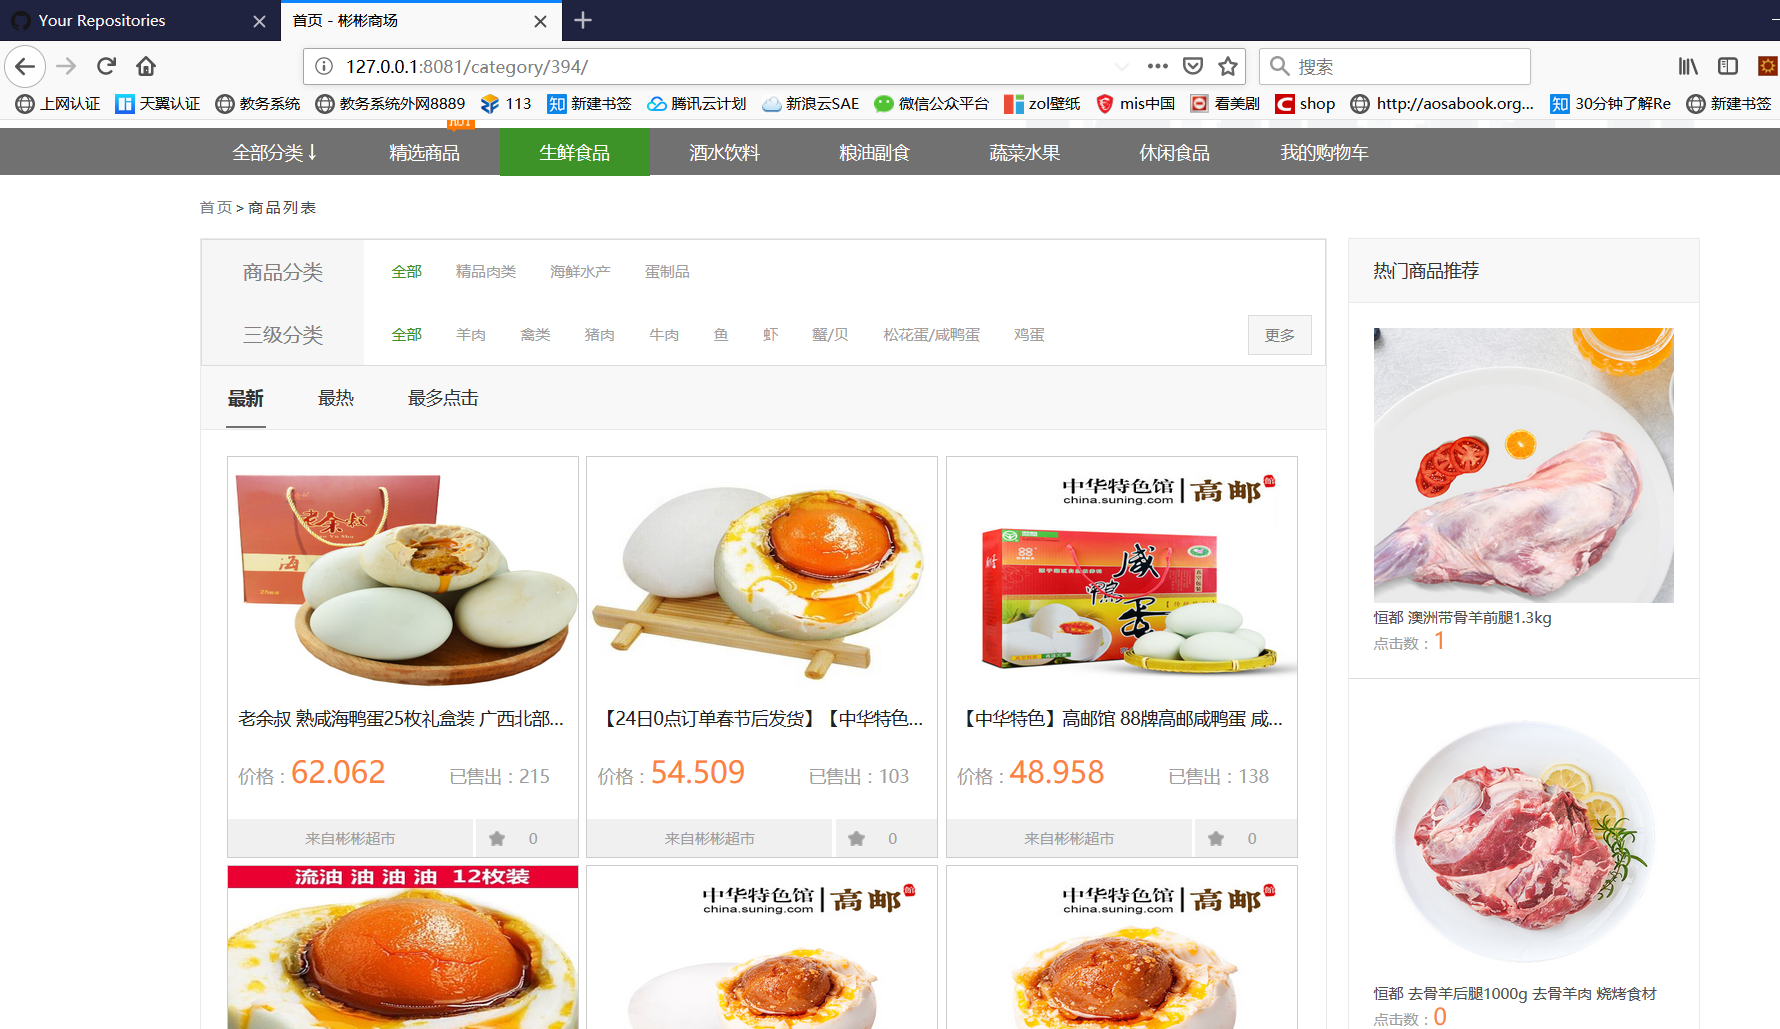 Your Repositories
首页 - 彬彬商场
127.0.0.1:8081/category/394/
搜索
上网认证 天翼认证 教务系统 教务系统外网8889 113 新建书签 腾讯云计划 新浪云SAE 微信公众平台 zol壁纸 mis中国 看美剧 shop http://aosabook.org... 30分钟了解Re 新建书签
全部分类↓ 精选商品 生鲜食品 酒水饮料 粮油副食 蔬菜水果 休闲食品 我的购物车
首页 > 商品列表
商品分类 全部 精品肉类 海鲜水产 蛋制品
三级分类 全部 羊肉 禽类 猪肉 牛肉 鱼 虾 蟹/贝 松花蛋/咸鸭蛋 鸡蛋 更多
最新 最热 最多点击
老余叔
海
中华特色馆 高邮
china.suning.com
88
咸鸭蛋
老余叔 熟咸海鸭蛋25枚礼盒装 广西北部...
【24日0点订单春节后发货】【中华特色...
【中华特色】高邮馆 88牌高邮咸鸭蛋 咸...
价格：62.062 已售出：215
价格：54.509 已售出：103
价格：48.958 已售出：138
来自彬彬超市 0
来自彬彬超市 0
来自彬彬超市 0
流油 油 油 油 12枚装
中华特色馆 高邮
china.suning.com
中华特色馆 高邮
china.suning.com
热门商品推荐
恒都 澳洲带骨羊前腿1.3kg
点击数：1
恒都 去骨羊后腿1000g 去骨羊肉 烧烤食材
点击数：0